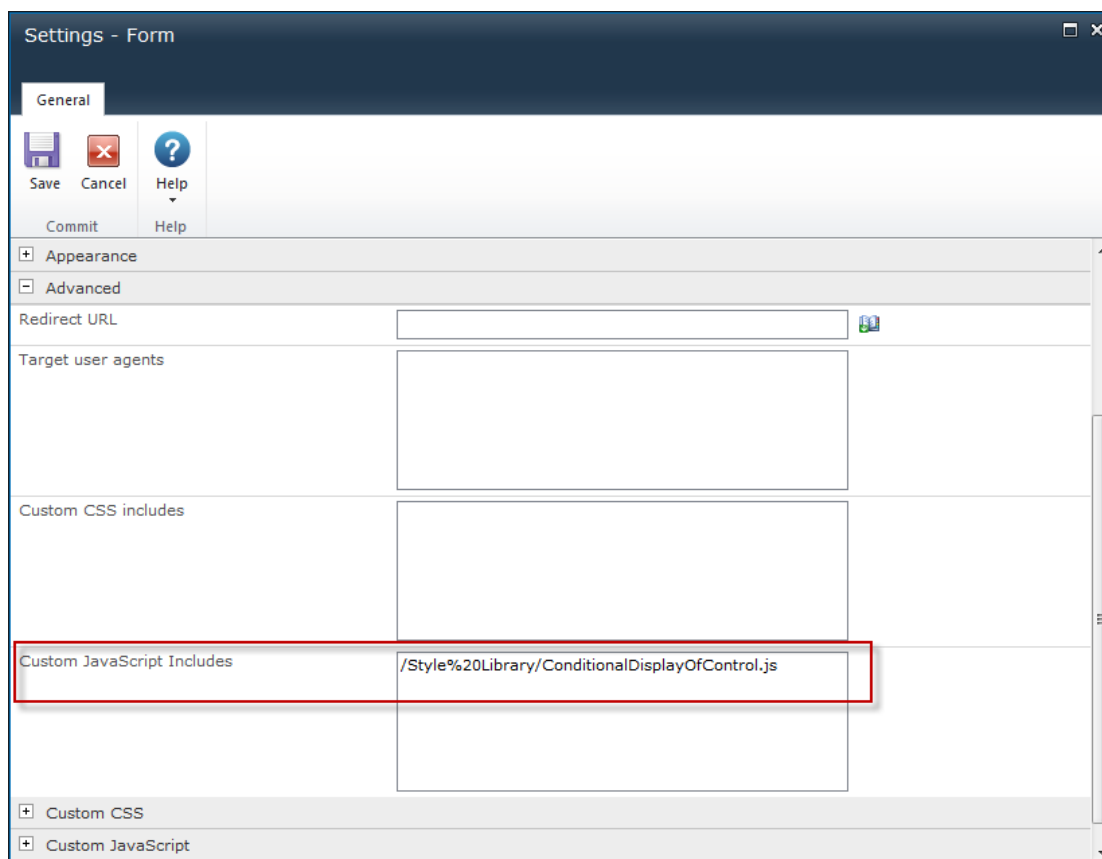 Settings - Form
General
Save Cancel Help
Commit Help
Appearance
Advanced
Redirect URL
Target user agents
Custom CSS includes
Custom JavaScript Includes /Style%20Library/ConditionalDisplayOfControl.js
Custom CSS
Custom JavaScript